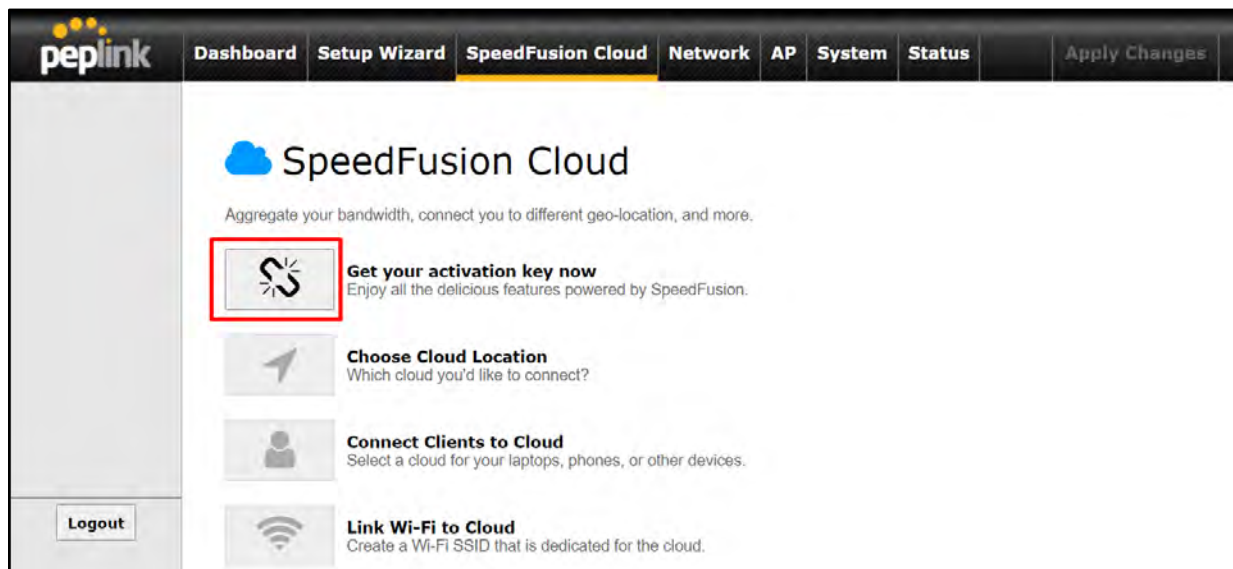 peplink
Dashboard Setup Wizard SpeedFusion Cloud Network AP System Status Apply Changes
SpeedFusion Cloud
Aggregate your bandwidth, connect you to different geo-location, and more.
Get your activation key now
Enjoy all the delicious features powered by SpeedFusion.
Choose Cloud Location
Which cloud you'd like to connect?
Connect Clients to Cloud
Select a cloud for your laptops, phones, or other devices.
Logout
Link Wi-Fi to Cloud
Create a Wi-Fi SSID that is dedicated for the cloud.